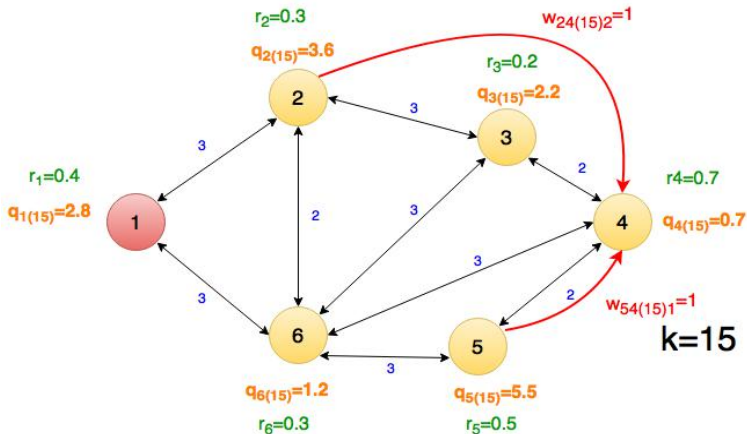 r2=0.3
w24(15)2=1
q2(15)=3.6
2
r3=0.2
q3(15)=2.2
3
3
3
r1=0.4
q1(15)=2.8
1
2
r4=0.7
q4(15)=0.7
4
2
3
3
3
2
w54(15)1=1
6
5
k=15
3
q6(15)=1.2
q5(15)=5.5
r6=0.3
r5=0.5